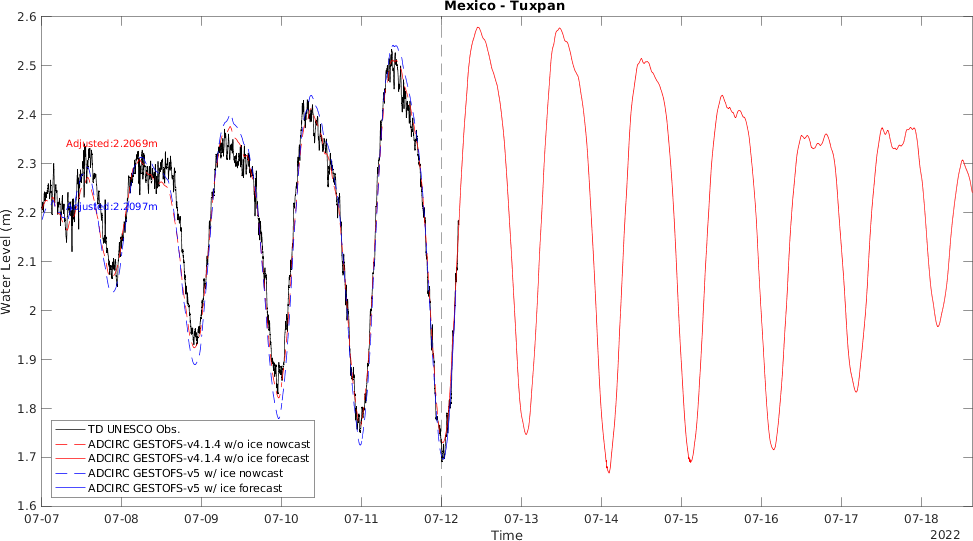 Mexico - Tuxpan
2.6
2.5
2.4
2.3
2.2
2.1
2
1.9
1.8
1.7
1.6
Water Level (m)
Adjusted:2.2069m
Adjusted:2.2097m
TD UNESCO Obs.
ADCIRC GESTOFS-v4.1.4 w/o ice nowcast
ADCIRC GESTOFS-v4.1.4 w/o ice forecast
ADCIRC GESTOFS-v5 w/ ice nowcast
ADCIRC GESTOFS-v5 w/ ice forecast
07-07 07-08 07-09 07-10 07-11 07-12 07-13 07-14 07-15 07-16 07-17 07-18
Time
2022